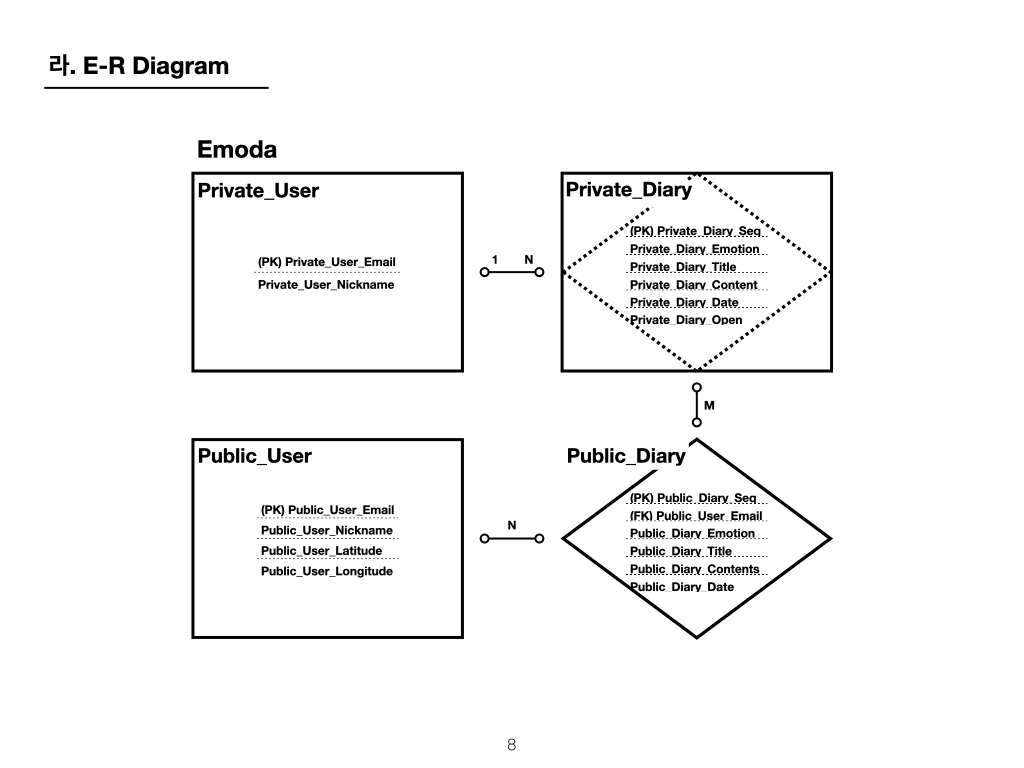 라. E-R Diagram
Emoda
Private_User
(PK) Private_User_Email
Private_User_Nickname
1 N
Private_Diary
(PK) Private_Diary_Seq
Private_Diary_Emotion
Private_Diary_Title
Private_Diary_Content
Private_Diary_Date
Private_Diary_Open
M
Public_User
(PK) Public_User_Email
Public_User_Nickname
Public_User_Latitude
Public_User_Longitude
N
Public_Diary
(PK) Public_Diary_Seq
(FK) Public_User_Email
Public_Diary_Emotion
Public_Diary_Title
Public_Diary_Contents
Public_Diary_Date
8